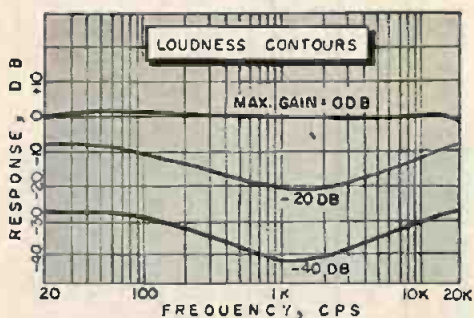 LOUDNESS CONTOURS
MAX. GAIN = 0 DB
-20 DB
-40 DB
RESPONSE, DB
+10
0
-10
-20
-30
-40
20 100 1K 10K 20K
FREQUENCY, CPS